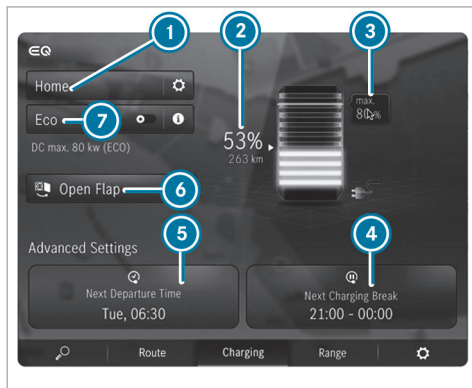 1
2
3
EQ
Home
max.
80%
Eco
7
53%
263 km
DC max. 80 kw (ECO)
Open Flap
6
Advanced Settings
5
4
Next Departure Time
Tue, 06:30
Next Charging Break
21:00 - 00:00
Route
Charging
Range